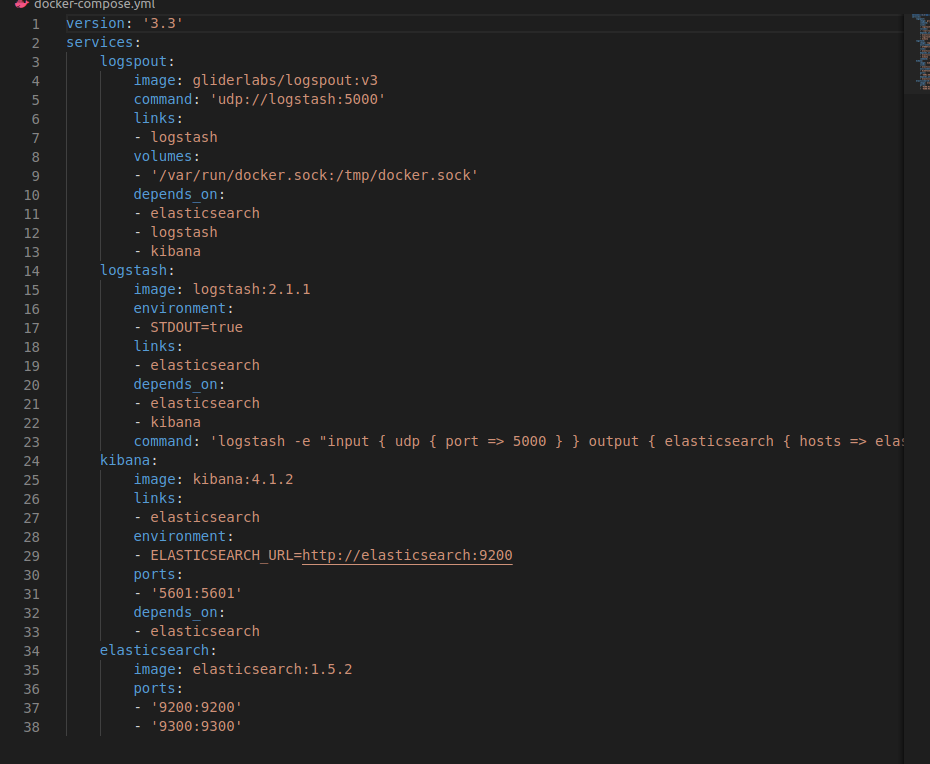 docker-compose.yml
1 version: '3.3'
2 services:
3     logspout:
4         image: gliderlabs/logspout:v3
5         command: 'udp://logstash:5000'
6         links:
7         - logstash
8         volumes:
9         - '/var/run/docker.sock:/tmp/docker.sock'
10         depends_on:
11         - elasticsearch
12         - logstash
13         - kibana
14     logstash:
15         image: logstash:2.1.1
16         environment:
17         - STDOUT=true
18         links:
19         - elasticsearch
20         depends_on:
21         - elasticsearch
22         - kibana
23         command: 'logstash -e "input { udp { port => 5000 } } output { elasticsearch { hosts => elas
24     kibana:
25         image: kibana:4.1.2
26         links:
27         - elasticsearch
28         environment:
29         - ELASTICSEARCH_URL=http://elasticsearch:9200
30         ports:
31         - '5601:5601'
32         depends_on:
33         - elasticsearch
34     elasticsearch:
35         image: elasticsearch:1.5.2
36         ports:
37         - '9200:9200'
38         - '9300:9300'